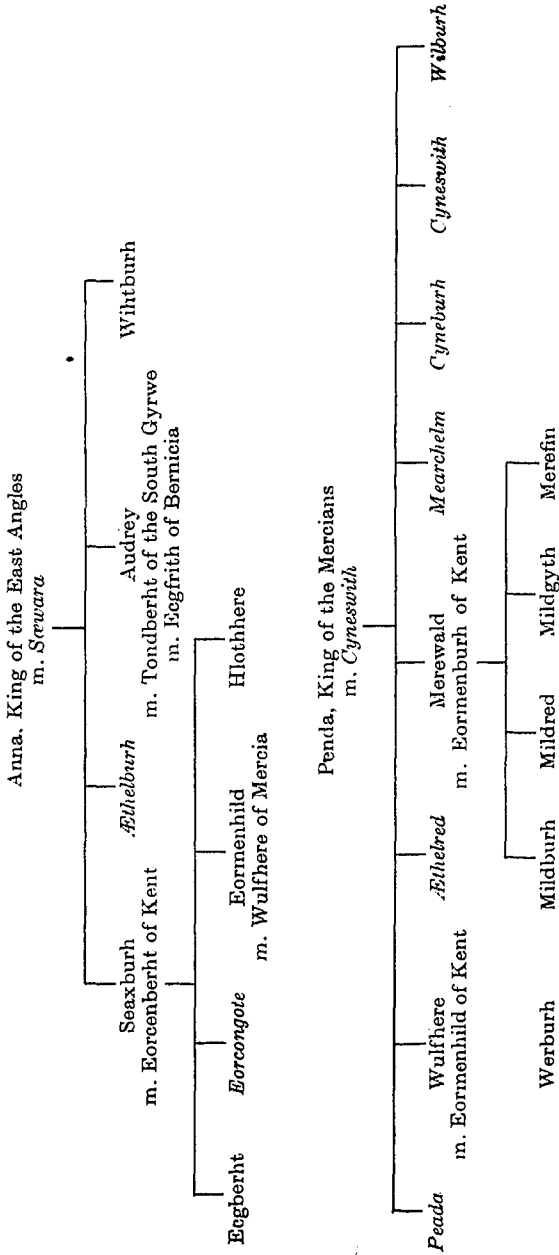 Anna. King of the East Angles
m. Sæwara
Seaxburh Æthelburh Audrey Wihtburh
m. Eorcenberht of Kent m. Tondberht of the South Gyrwe
m. Ecgfrith of Bernicia
Ecgberht Eorcongote Eormenhild Hlothhere
m. Wulfhere of Mercia
Penda, King of the Mercians
m. Cyneswith
Peada Wulfhere Æthelred Merewald Mearchelm Cyneburh Cyneswith Wilburh
m. Eormenhild of Kent m. Eormenburh of Kent
Werburh Mildburh Mildred Mildgyth Merefin